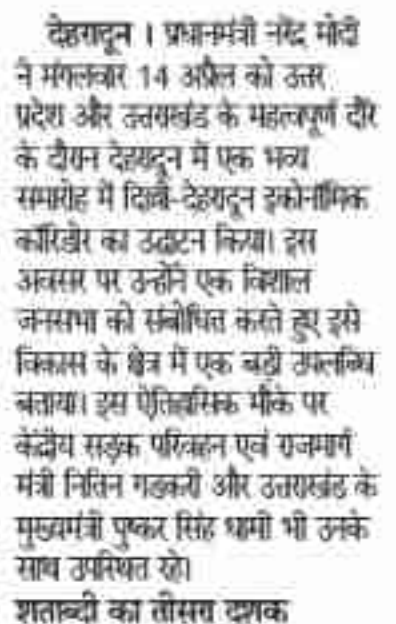 देहरादून । प्रधानमंत्री नरेंद्र मोदी
ने मंगलवार 14 अप्रैल को उत्तर
प्रदेश और उत्तराखंड के महत्वपूर्ण दौरे
के दौरान देहरादून में एक भव्य
समारोह में दिल्ली-देहरादून इकोनॉमिक
कॉरिडोर का उद्घाटन किया। इस
अवसर पर उन्होंने एक विशाल
जनसभा को संबोधित करते हुए इसे
विकास के क्षेत्र में एक बड़ी उपलब्धि
बताया। इस ऐतिहासिक मौके पर
केंद्रीय सड़क परिवहन एवं राजमार्ग
मंत्री नितिन गडकरी और उत्तराखंड के
मुख्यमंत्री पुष्कर सिंह धामी भी उनके
साथ उपस्थित रहे।
शताब्दी का तीसरा दशक